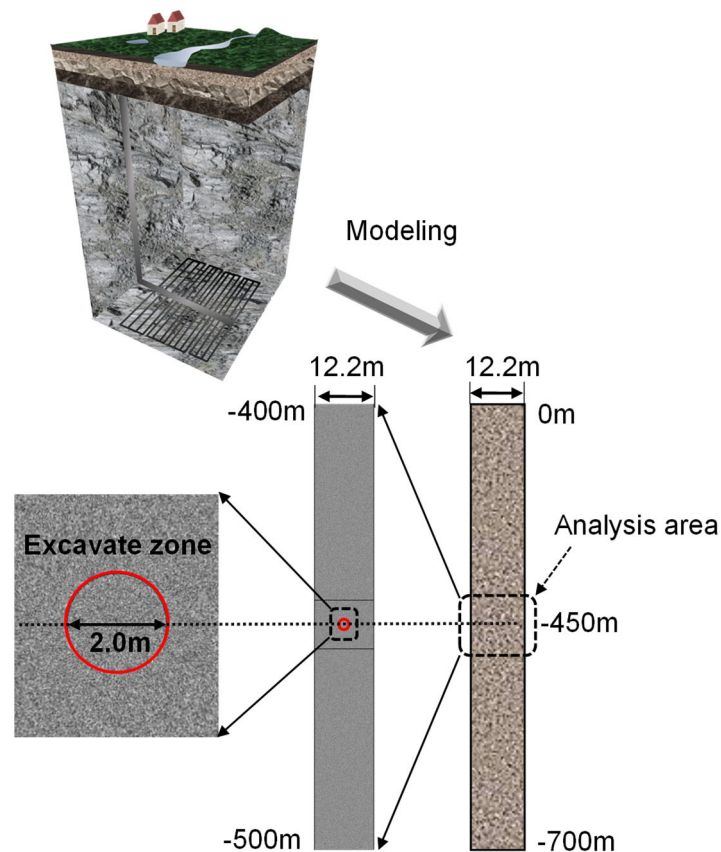 Modeling
12.2m
12.2m
-400m
0m
Excavate zone
2.0m
Analysis area
-450m
-500m
-700m